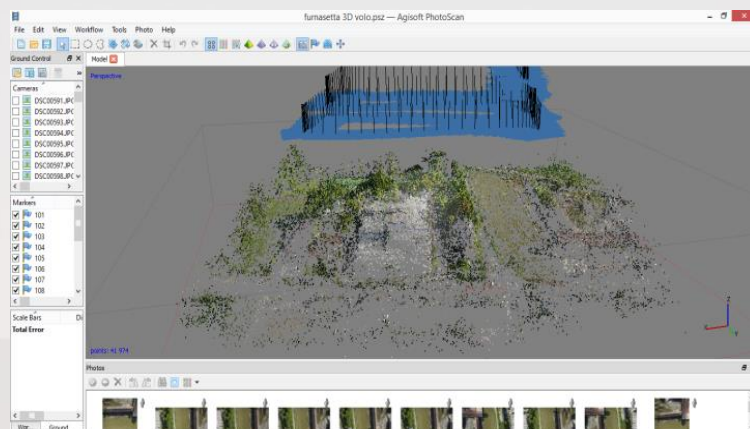 furnasetta 3D volo.psz — Agisoft PhotoScan
File Edit View Workflow Tools Photo Help
Ground Control
Model
Perspective
Cameras
DSC00591.JPG
DSC00592.JPG
DSC00593.JPG
DSC00594.JPG
DSC00595.JPG
DSC00596.JPG
DSC00597.JPG
DSC00598.JPG
Markers
101
102
103
104
105
106
107
108
Scale Bars
Total Error
points: 41 974
Z
Photos
Ground